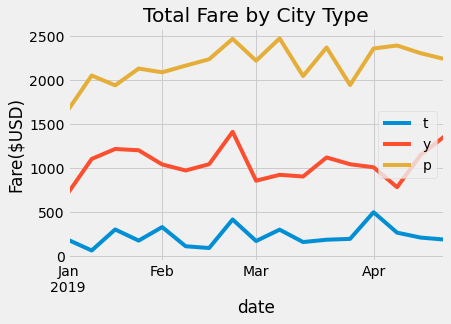 Total Fare by City Type
Fare($USD)
2500
2000
1500
1000
500
0
t
y
p
Jan Feb Mar Apr
2019
date